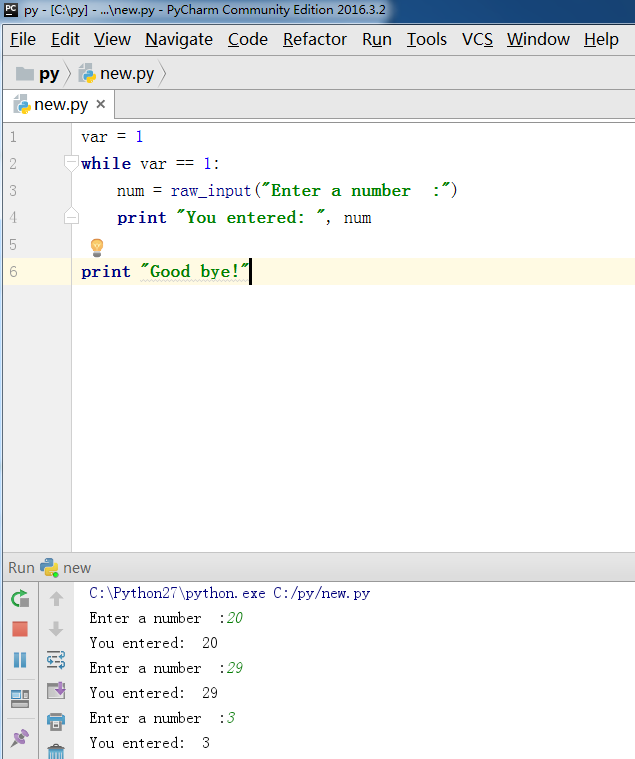 PC py - [C:\py] - ...\new.py - PyCharm Community Edition 2016.3.2
File Edit View Navigate Code Refactor Run Tools VCS Window Help
py new.py
new.py ×
1 var = 1
2 while var == 1:
3 num = raw_input("Enter a number  :")
4 print "You entered: ", num
5
6 print "Good bye!"
Run new
C:\Python27\python.exe C:/py/new.py
Enter a number  :20
You entered:  20
Enter a number  :29
You entered:  29
Enter a number  :3
You entered:  3